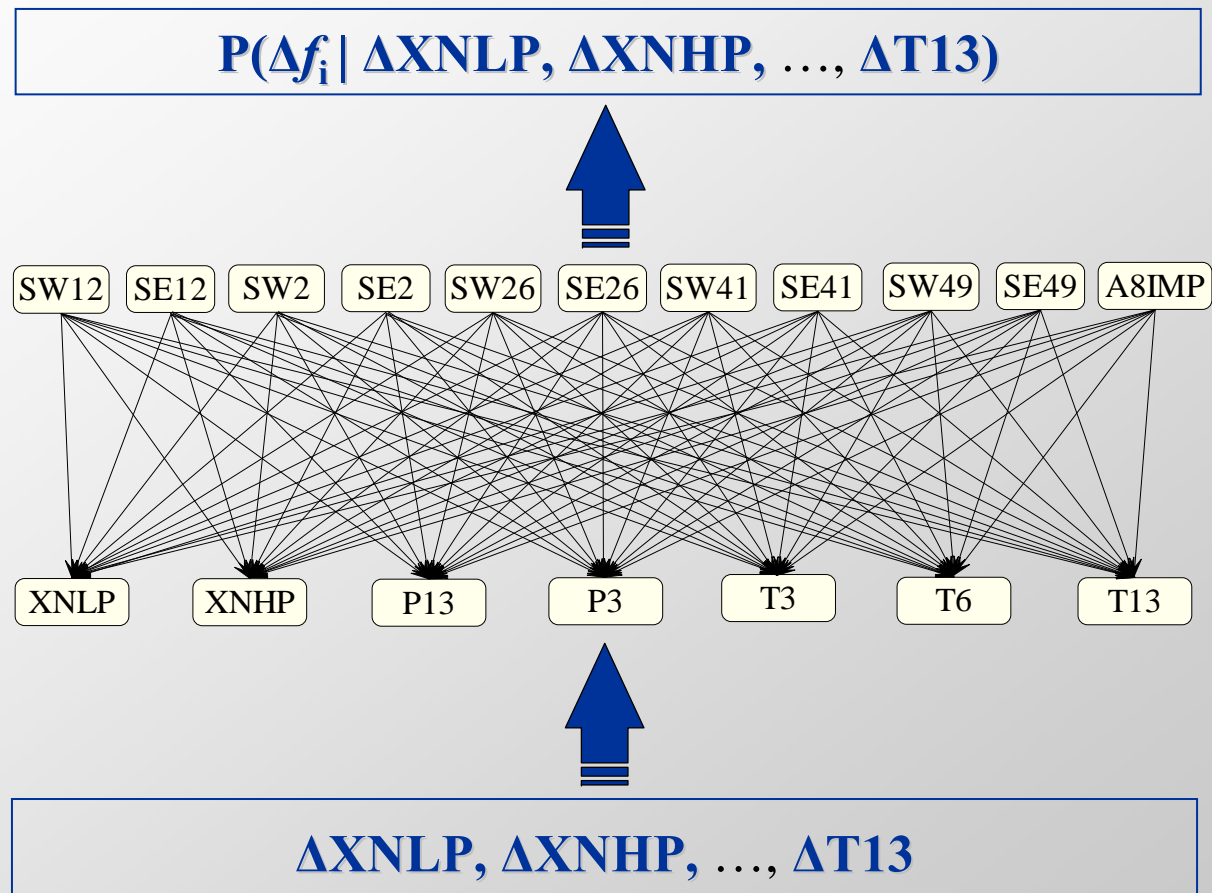 P(Δfᵢ | ΔXNLP, ΔXNHP, …, ΔT13)
SW12 SE12 SW2 SE2 SW26 SE26 SW41 SE41 SW49 SE49 A8IMP
XNLP XNHP P13 P3 T3 T6 T13
ΔXNLP, ΔXNHP, …, ΔT13